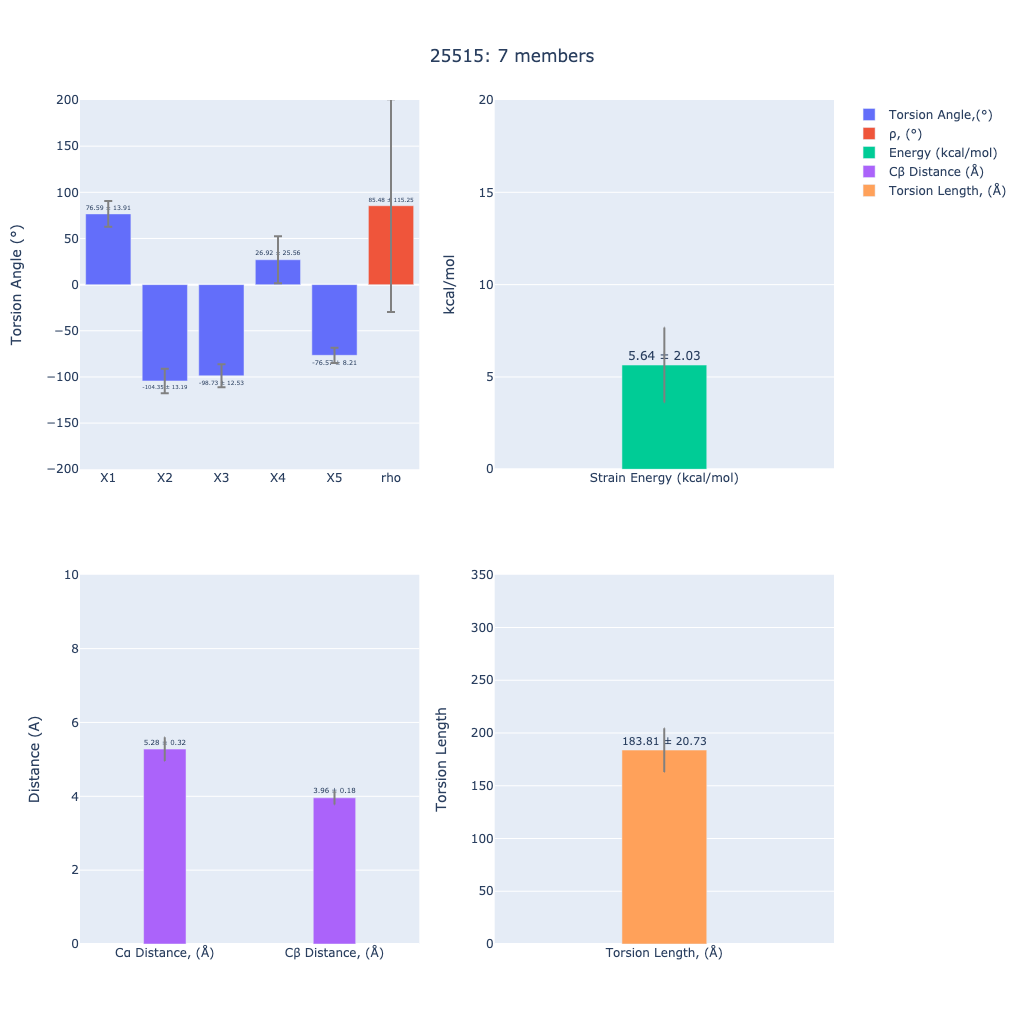 25515: 7 members
Torsion Angle (°)
200
150
100
50
0
−50
−100
−150
−200
76.59 ± 13.91
-104.35 ± 13.19
-98.73 ± 12.53
26.92 ± 25.56
-76.57 ± 8.21
85.48 ± 115.25
X1 X2 X3 X4 X5 rho
kcal/mol
20
15
10
5
0
5.64 ± 2.03
Strain Energy (kcal/mol)
Torsion Angle,(°)
ρ, (°)
Energy (kcal/mol)
Cβ Distance (Å)
Torsion Length, (Å)
Distance (A)
10
8
6
4
2
0
5.28 ± 0.32
3.96 ± 0.18
Cα Distance, (Å) Cβ Distance, (Å)
Torsion Length
350
300
250
200
150
100
50
0
183.81 ± 20.73
Torsion Length, (Å)